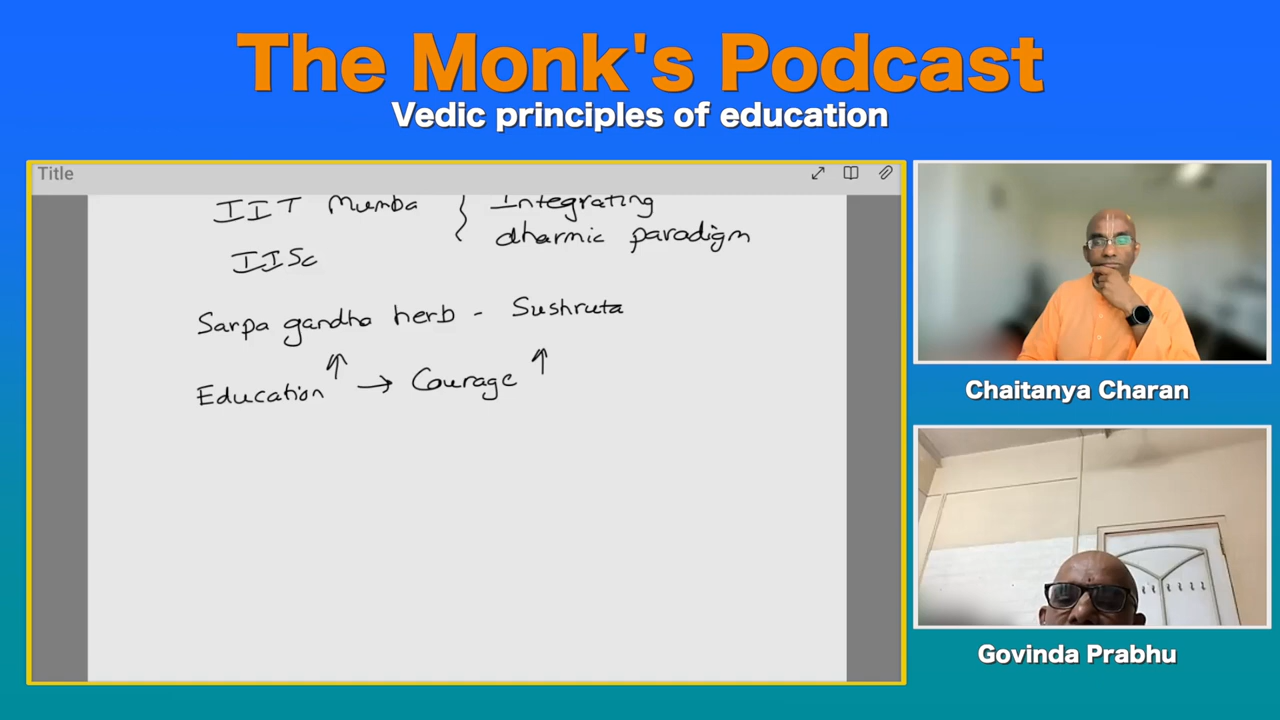 The Monk's Podcast
Vedic principles of education
Title
IIT Mumba } Integrating
dharmic paradigm
IISc
Sarpa gandha herb - Sushruta
Education ↑ → Courage ↑
Chaitanya Charan
Govinda Prabhu